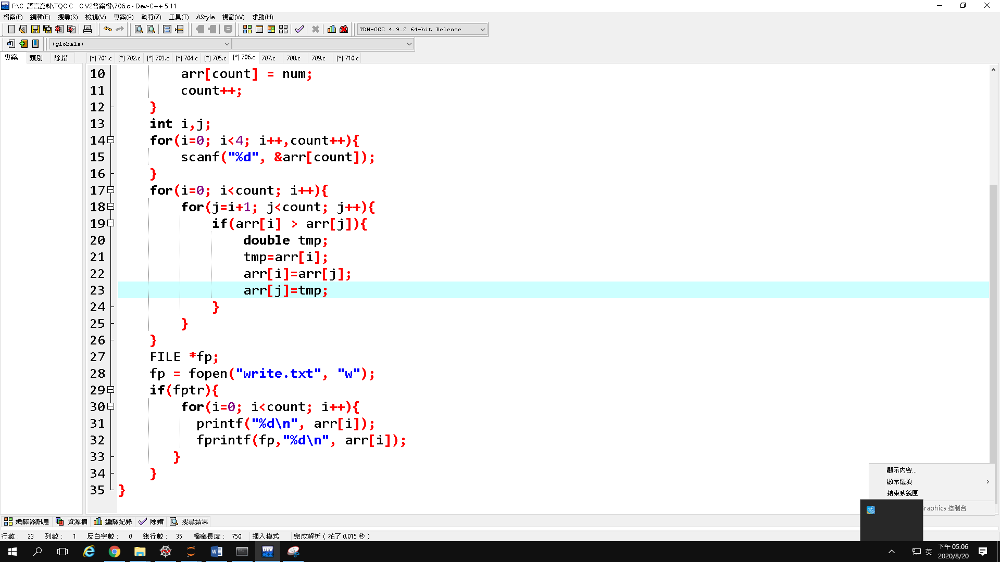 F:\C 語言資料\TQC C  C V2答案檔\706.c - Dev-C++ 5.11
檔案(F) 編輯(E) 搜尋(S) 檢視(V) 專案(P) 執行(Z) 工具(T) AStyle 視窗(W) 求助(H)
TDM-GCC 4.9.2 64-bit Release
(globals)
專案 類別 除錯 [*] 701.c [*] 702.c [*] 703.c [*] 704.c [*] 705.c [*] 706.c 707.c 708.c 709.c [*] 710.c
10 arr[count] = num;
11 count++;
12 }
13 int i,j;
14 for(i=0; i<4; i++,count++){
15 scanf("%d", &arr[count]);
16 }
17 for(i=0; i<count; i++){
18 for(j=i+1; j<count; j++){
19 if(arr[i] > arr[j]){
20 double tmp;
21 tmp=arr[i];
22 arr[i]=arr[j];
23 arr[j]=tmp;
24 }
25 }
26 }
27 FILE *fp;
28 fp = fopen("write.txt", "w");
29 if(fptr){
30 for(i=0; i<count; i++){
31 printf("%d\n", arr[i]);
32 fprintf(fp,"%d\n", arr[i]);
33 }
34 }
35 }
顯示內容...
顯示選項
結束系統匣
Graphics 控制台
編譯器訊息 資源檔 編譯紀錄 除錯 搜尋結果
行數： 23 列數： 1 反白字數： 0 總行數： 35 檔案長度： 750 插入模式 完成解析 ( 花了 0.015 秒 )
英 下午 05:06
2020/8/20